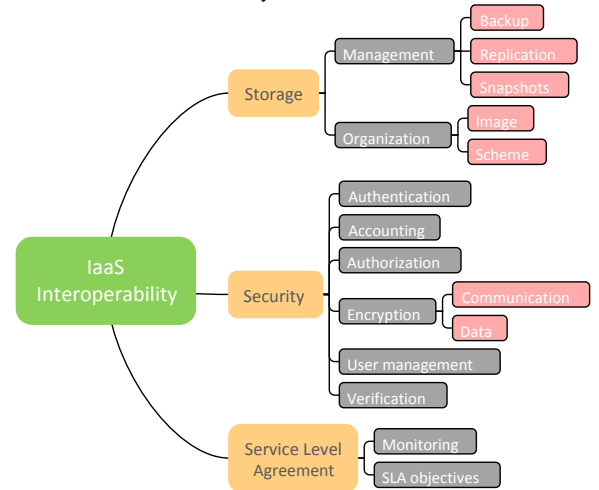 Backup
Management
Replication
Snapshots
Storage
Image
Organization
Scheme
Authentication
Accounting
Authorization
IaaS
Interoperability
Security
Communication
Encryption
Data
User management
Verification
Service Level
Agreement
Monitoring
SLA objectives